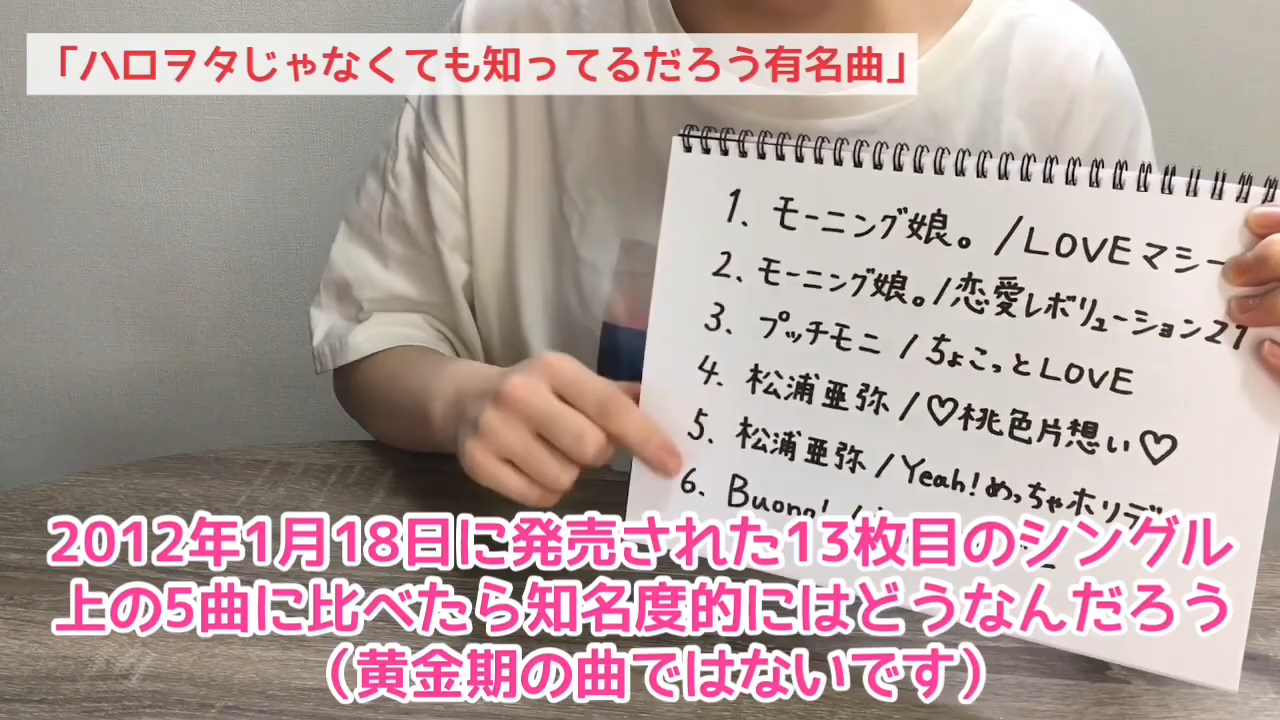 「ハロヲタじゃなくても知ってるだろう有名曲」
1. モーニング娘。/LOVEマシー
2. モーニング娘。/恋愛レボリューション21
3. プッチモニ/ちょこっとLOVE
4. 松浦亜弥/♡桃色片想い♡
5. 松浦亜弥/Yeah!めっちゃホリデ
6. Buono! /
2012年1月18日に発売された13枚目のシングル
上の5曲に比べたら知名度的にはどうなんだろう
（黄金期の曲ではないです）